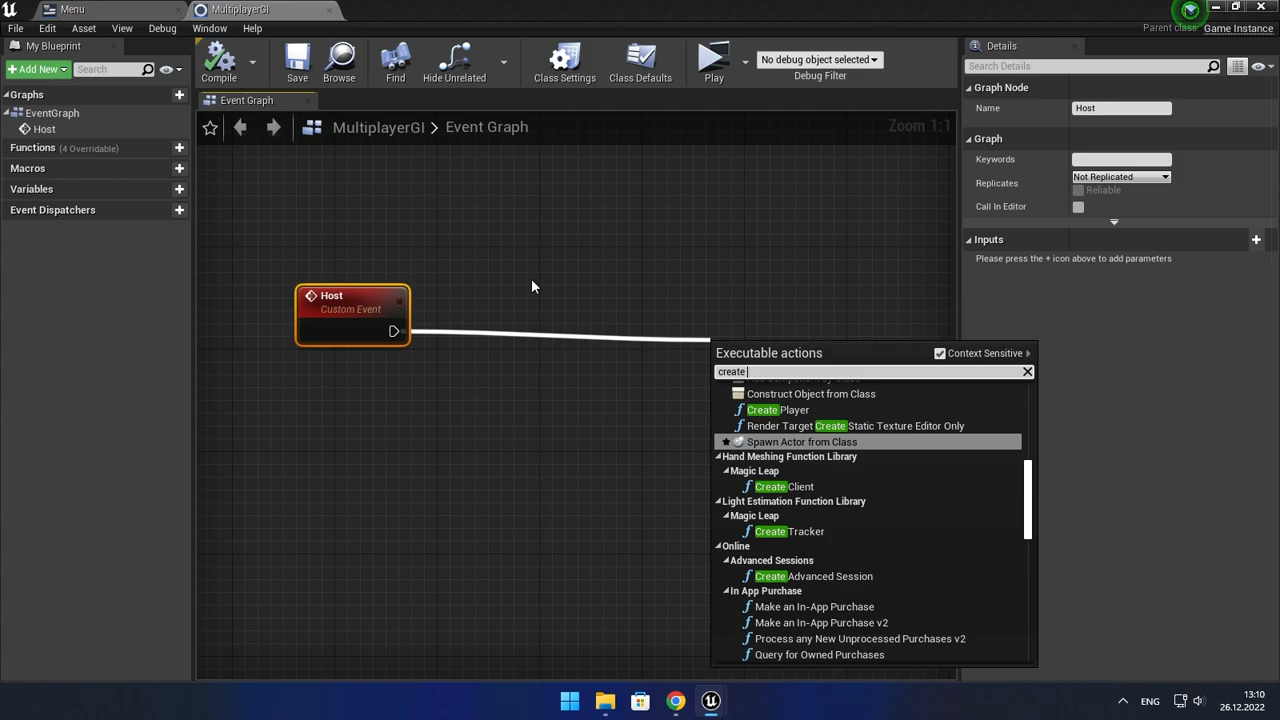 Menu
MultiplayerGI
File Edit Asset View Debug Window Help
Parent class: Game Instance
My Blueprint
+Add New
Search
Graphs
EventGraph
Host
Functions (4 Overridable)
Macros
Variables
Event Dispatchers
Compile
Save
Browse
Find
Hide Unrelated
Class Settings
Class Defaults
Play
No debug object selected
Debug Filter
Event Graph
MultiplayerGI > Event Graph
Zoom 1:1
Host
Custom Event
Executable actions
Context Sensitive
create
Construct Object from Class
Create Player
Render Target Create Static Texture Editor Only
Spawn Actor from Class
Hand Meshing Function Library
Magic Leap
Create Client
Light Estimation Function Library
Magic Leap
Create Tracker
Online
Advanced Sessions
Create Advanced Session
In App Purchase
Make an In-App Purchase
Make an In-App Purchase v2
Process any New Unprocessed Purchases v2
Query for Owned Purchases
Details
Search Details
Graph Node
Name Host
Graph
Keywords
Replicates Not Replicated
Reliable
Call In Editor
Inputs
Please press the + icon above to add parameters
ENG
13:10
26.12.2022